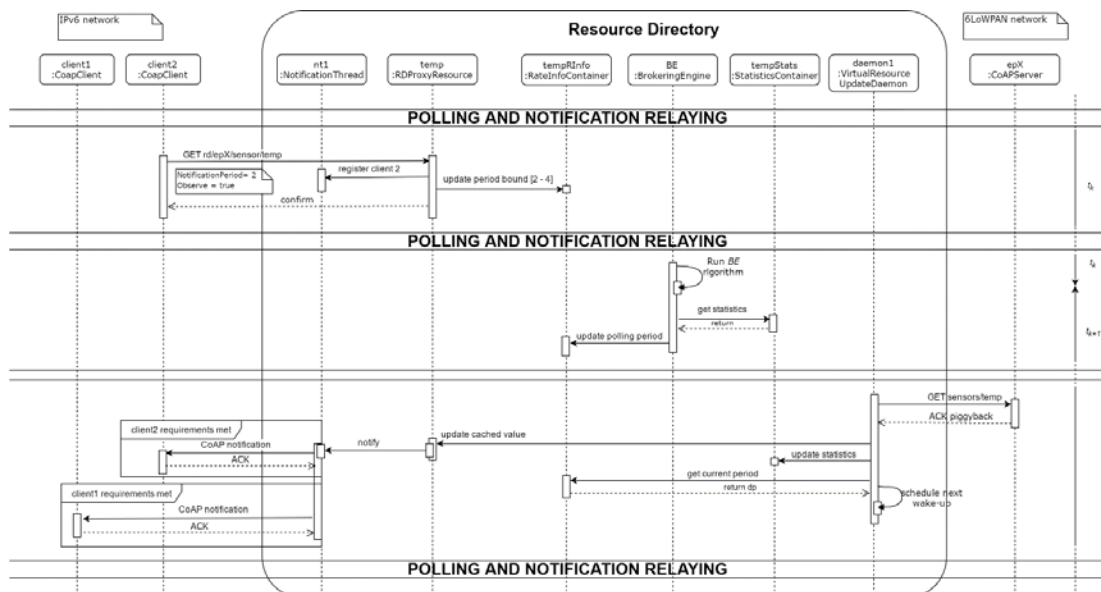 IPv6 network
6LoWPAN network
Resource Directory
client1
:CoapClient
client2
:CoapClient
nt1
:NotificationThread
temp
:RDProxyResource
tempRInfo
:RateInfoContainer
BE
:BrokeringEngine
tempStats
:StatisticsContainer
daemon1
:VirtualResource
UpdateDaemon
epX
:CoAPServer
POLLING AND NOTIFICATION RELAYING
GET rd/epX/sensor/temp
NotificationPeriod= 2
Observe = true
register client 2
update period bound [2 - 4]
confirm
tk
POLLING AND NOTIFICATION RELAYING
Run BE
rlgorithm
tk
get statistics
return
update polling period
tk+1
GET sensors/temp
ACK piggyback
client2 requirements met
update cached value
CoAP notification
notify
ACK
update statistics
get current period
return dp
client1 requirements met
schedule next
wake-up
CoAP notification
ACK
POLLING AND NOTIFICATION RELAYING